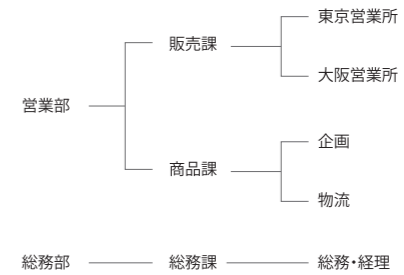 東京営業所
販売課
大阪営業所
営業部
企画
商品課
物流
総務部 総務課 総務・経理